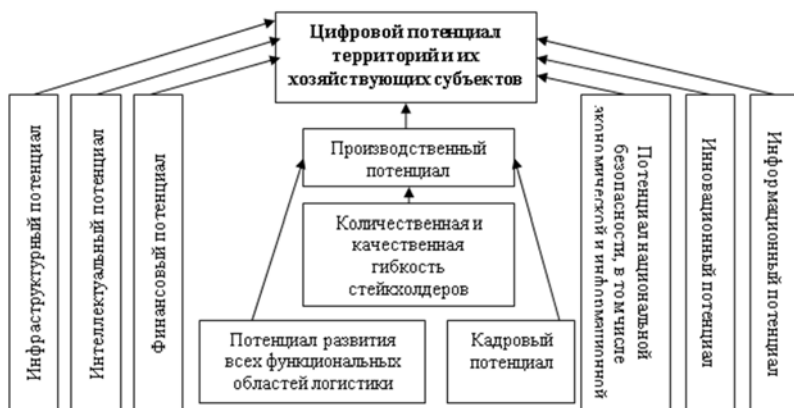 Цифровой потенциал
территорий и их
хозяйствующих субъектов
Инфраструктурный потенциал
Интеллектуальный потенциал
Финансовый потенциал
Производственный
потенциал
Количественная и
качественная
гибкость
стейкхолдеров
Потенциал развития
всех функциональных
областей логистики
Кадровый
потенциал
Потенциал национальной
безопасности, в том числе
экономической и информационной
Инновационный потенциал
Информационный потенциал